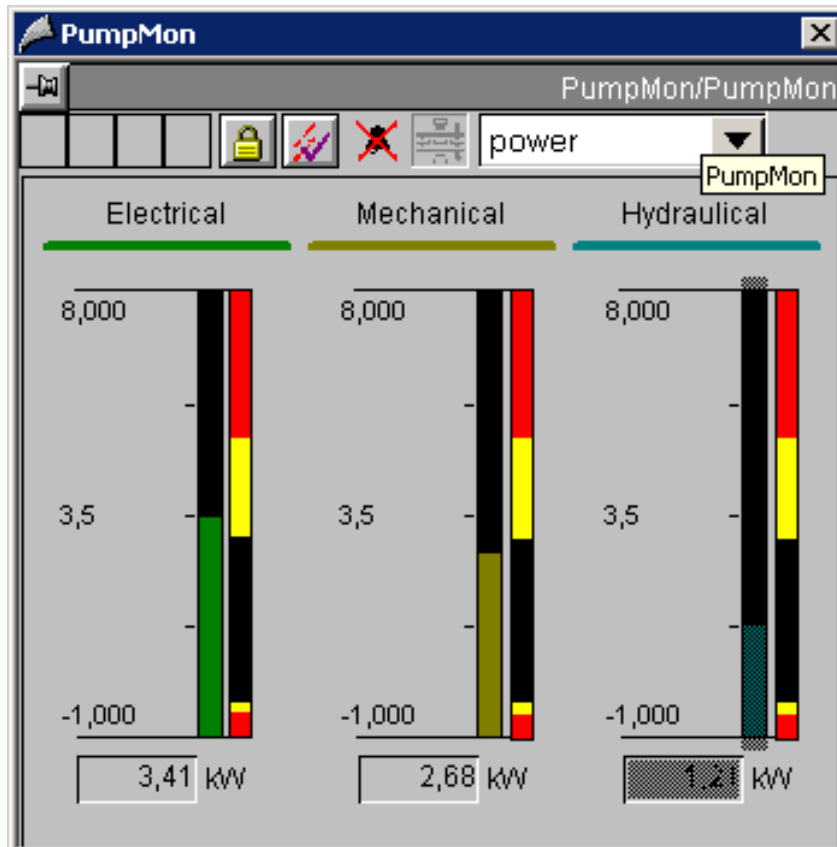 PumpMon
PumpMon/PumpMon
power
PumpMon
Electrical Mechanical Hydraulical
8,000 8,000 8,000
3,5 3,5 3,5
-1,000 -1,000 -1,000
3,41 kW 2,68 kW 1,21 kW